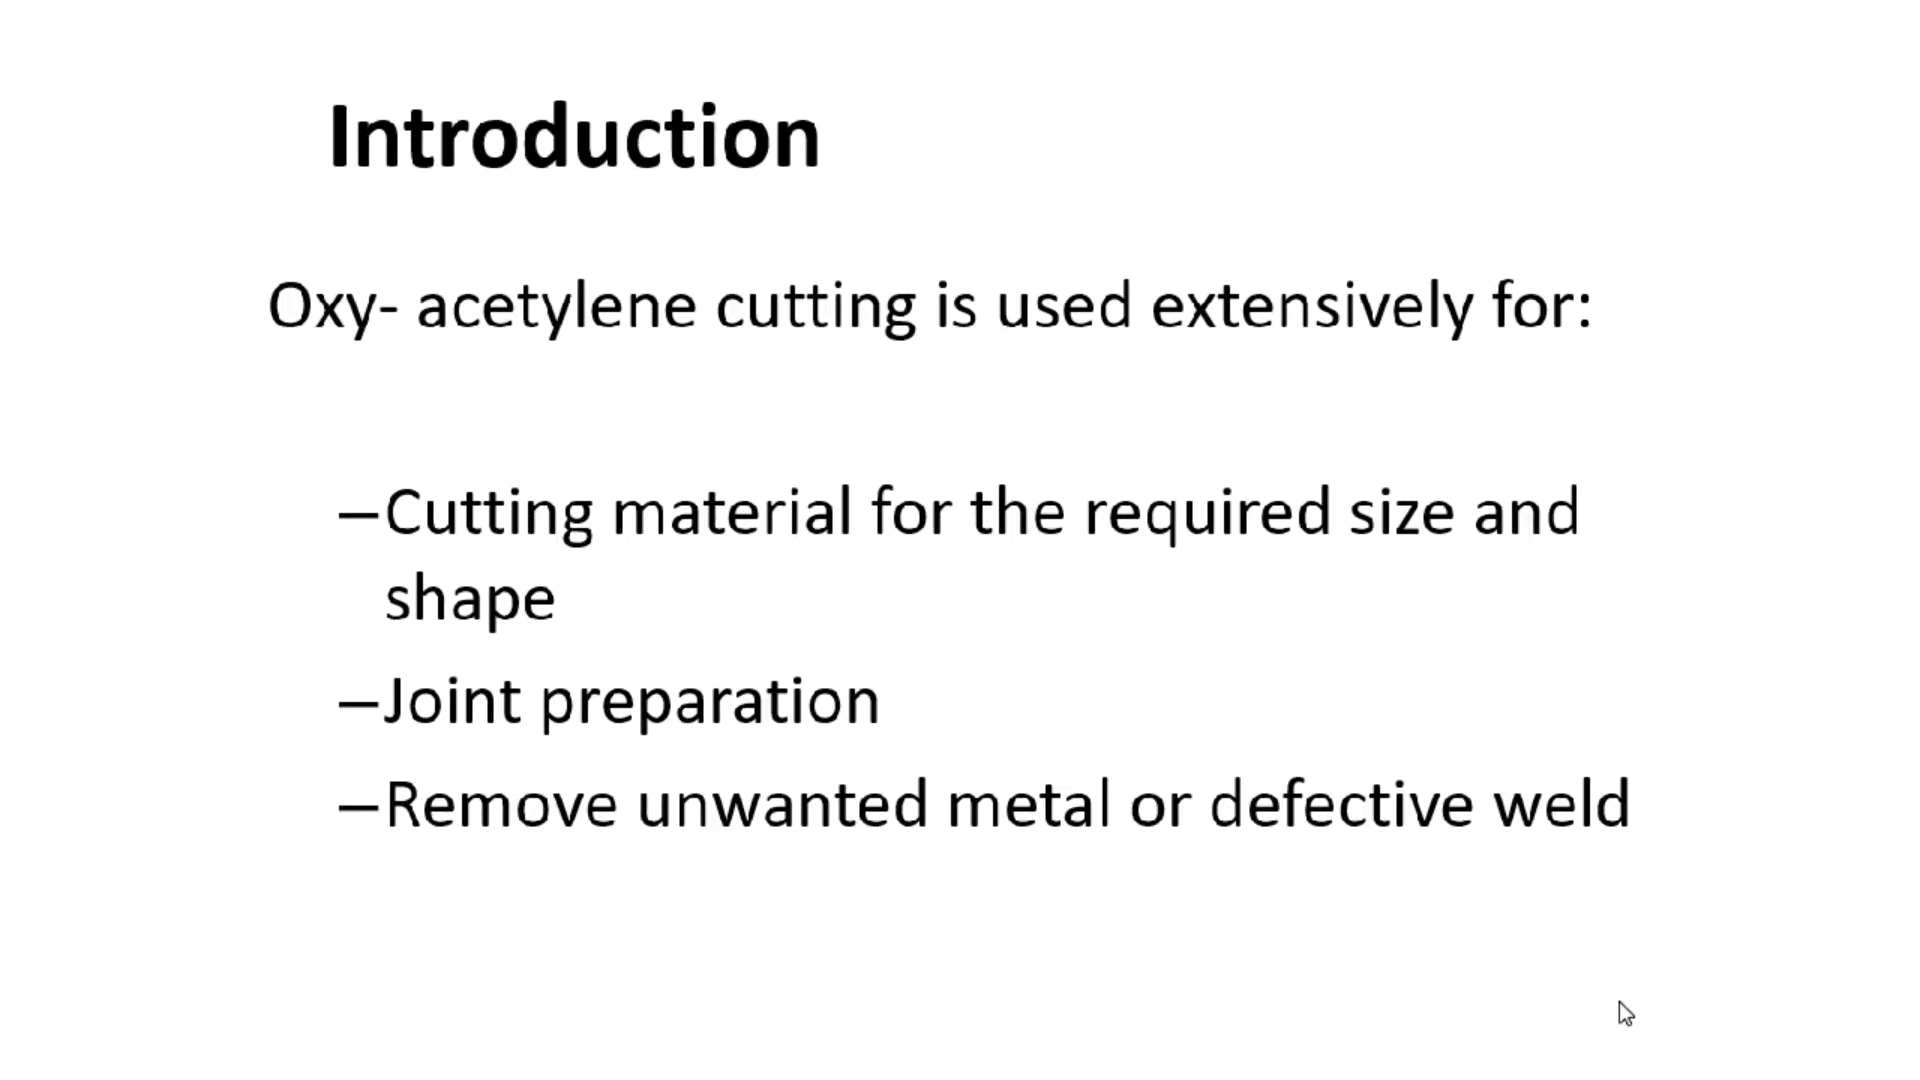 Introduction
Oxy- acetylene cutting is used extensively for:
–Cutting material for the required size and
shape
–Joint preparation
–Remove unwanted metal or defective weld